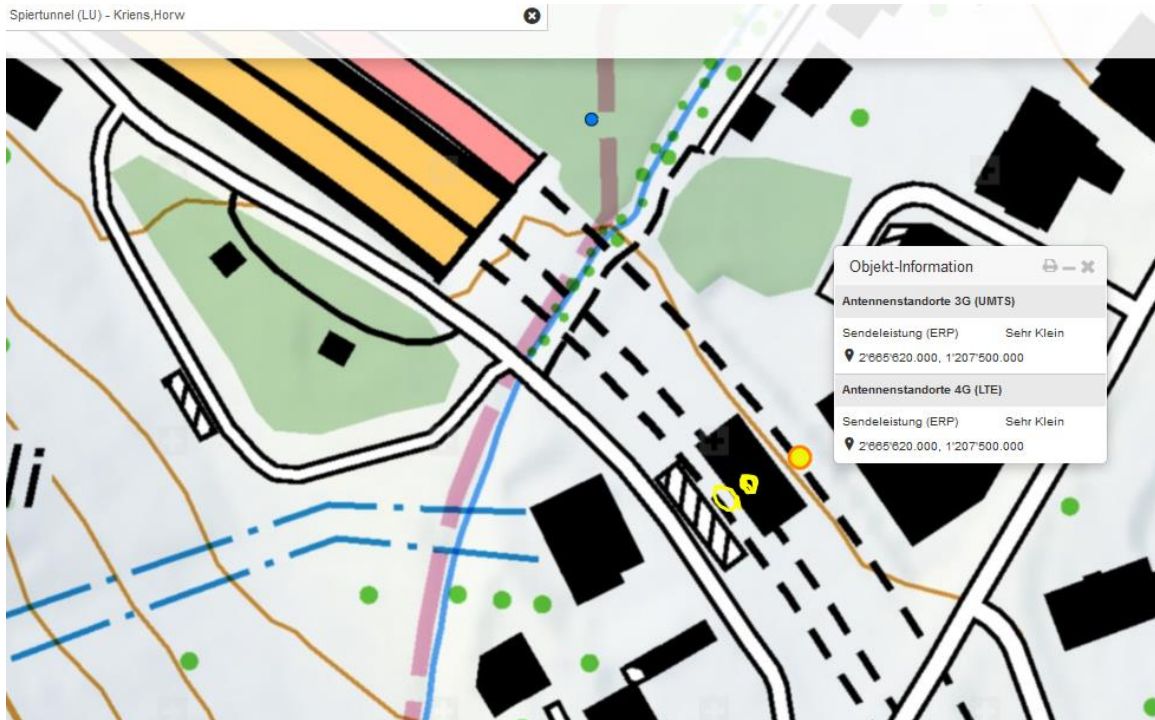 Spiertunnel (LU) - Kriens,Horw
Objekt-Information
Antennenstandorte 3G (UMTS)
Sendeleistung (ERP) Sehr Klein
2'665'620.000, 1'207'500.000
Antennenstandorte 4G (LTE)
Sendeleistung (ERP) Sehr Klein
2'665'620.000, 1'207'500.000
li